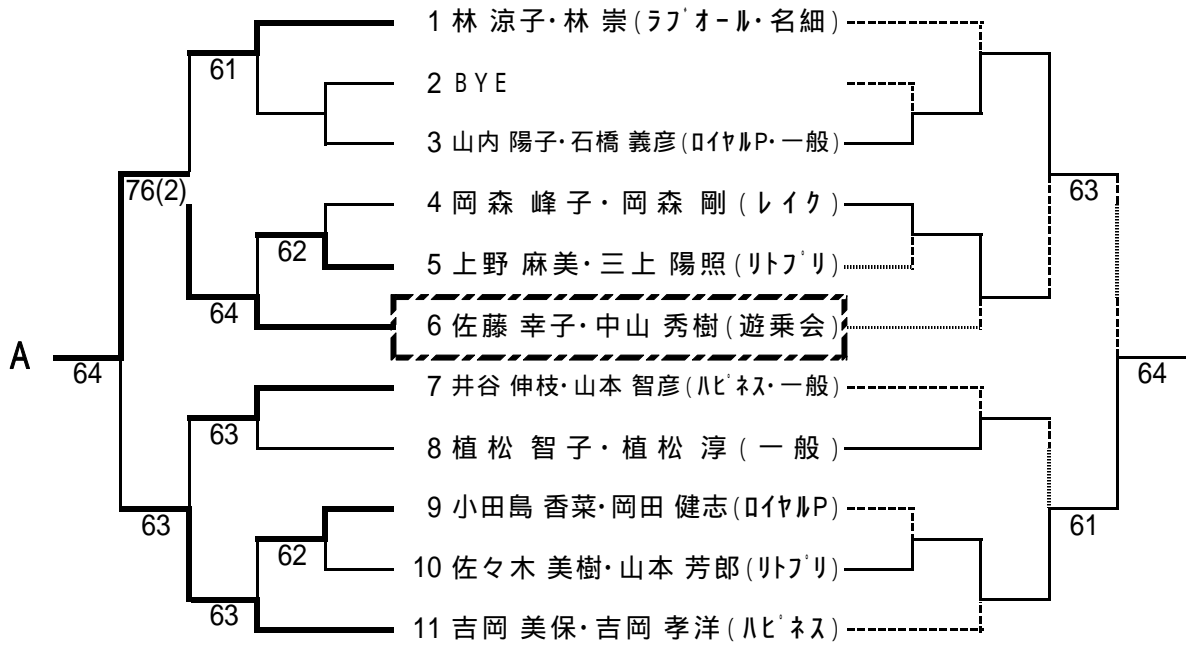 1 林 涼子・林 崇(ラブオール・名細)
61
2 BYE
3 山内 陽子・石橋 義彦(ロイヤルP・一般)
76(2)
63
4 岡森 峰子・岡森 剛(レイク)
62
5 上野 麻美・三上 陽照(リトプリ)
64
6 佐藤 幸子・中山 秀樹(遊乗会)
A
64
64
7 井谷 伸枝・山本 智彦(ハピネス・一般)
63
8 植松 智子・植松 淳(一般)
9 小田島 香菜・岡田 健志(ロイヤルP)
63
61
62
10 佐々木 美樹・山本 芳郎(リトプリ)
63
11 吉岡 美保・吉岡 孝洋(ハピネス)